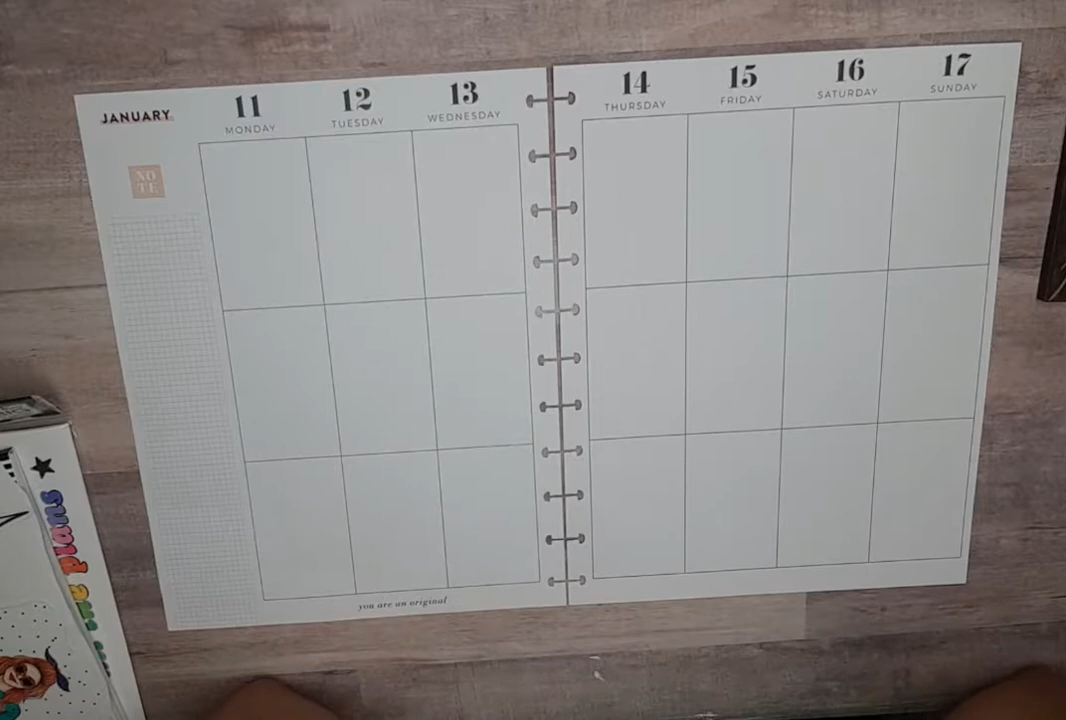 JANUARY
11
MONDAY
12
TUESDAY
13
WEDNESDAY
14
THURSDAY
15
FRIDAY
16
SATURDAY
17
SUNDAY
NO
TE
you are an original
plans